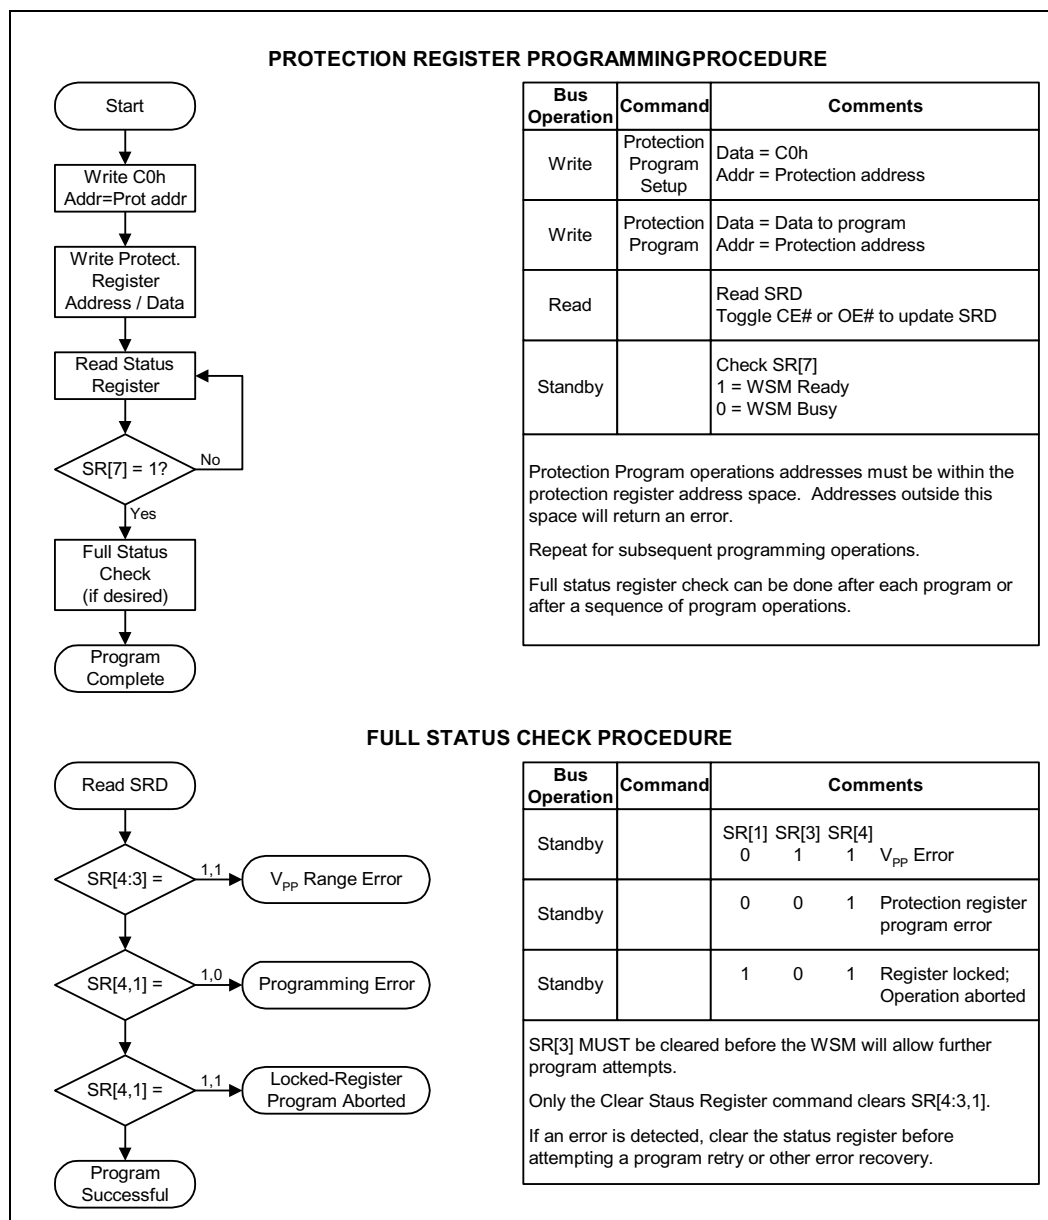 PROTECTION REGISTER PROGRAMMINGPROCEDURE
Start
Write C0h
Addr=Prot addr
Write Protect.
Register
Address / Data
Read Status
Register
SR[7] = 1?
No
Yes
Full Status
Check
(if desired)
Program
Complete
Bus
Operation
Command
Comments
Write
Protection
Program
Setup
Data = C0h
Addr = Protection address
Write
Protection
Program
Data = Data to program
Addr = Protection address
Read
Read SRD
Toggle CE# or OE# to update SRD
Standby
Check SR[7]
1 = WSM Ready
0 = WSM Busy
Protection Program operations addresses must be within the
protection register address space. Addresses outside this
space will return an error.
Repeat for subsequent programming operations.
Full status register check can be done after each program or
after a sequence of program operations.
FULL STATUS CHECK PROCEDURE
Read SRD
SR[4:3] =
1,1
VPP Range Error
SR[4,1] =
1,0
Programming Error
SR[4,1] =
1,1
Locked-Register
Program Aborted
Program
Successful
Bus
Operation
Command
Comments
Standby
SR[1] SR[3] SR[4]
0 1 1 VPP Error
Standby
0 0 1 Protection register
program error
Standby
1 0 1 Register locked;
Operation aborted
SR[3] MUST be cleared before the WSM will allow further
program attempts.
Only the Clear Staus Register command clears SR[4:3,1].
If an error is detected, clear the status register before
attempting a program retry or other error recovery.